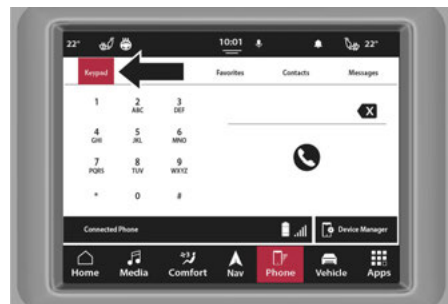 22° 10:01 22°
Keypad Favorites Contacts Messages
1 2 3
ABC DEF
4 5 6
GHI JKL MNO
7 8 9
PQRS TUV WXYZ
* 0 #
Connected Phone Device Manager
Home Media Comfort Nav Phone Vehicle Apps